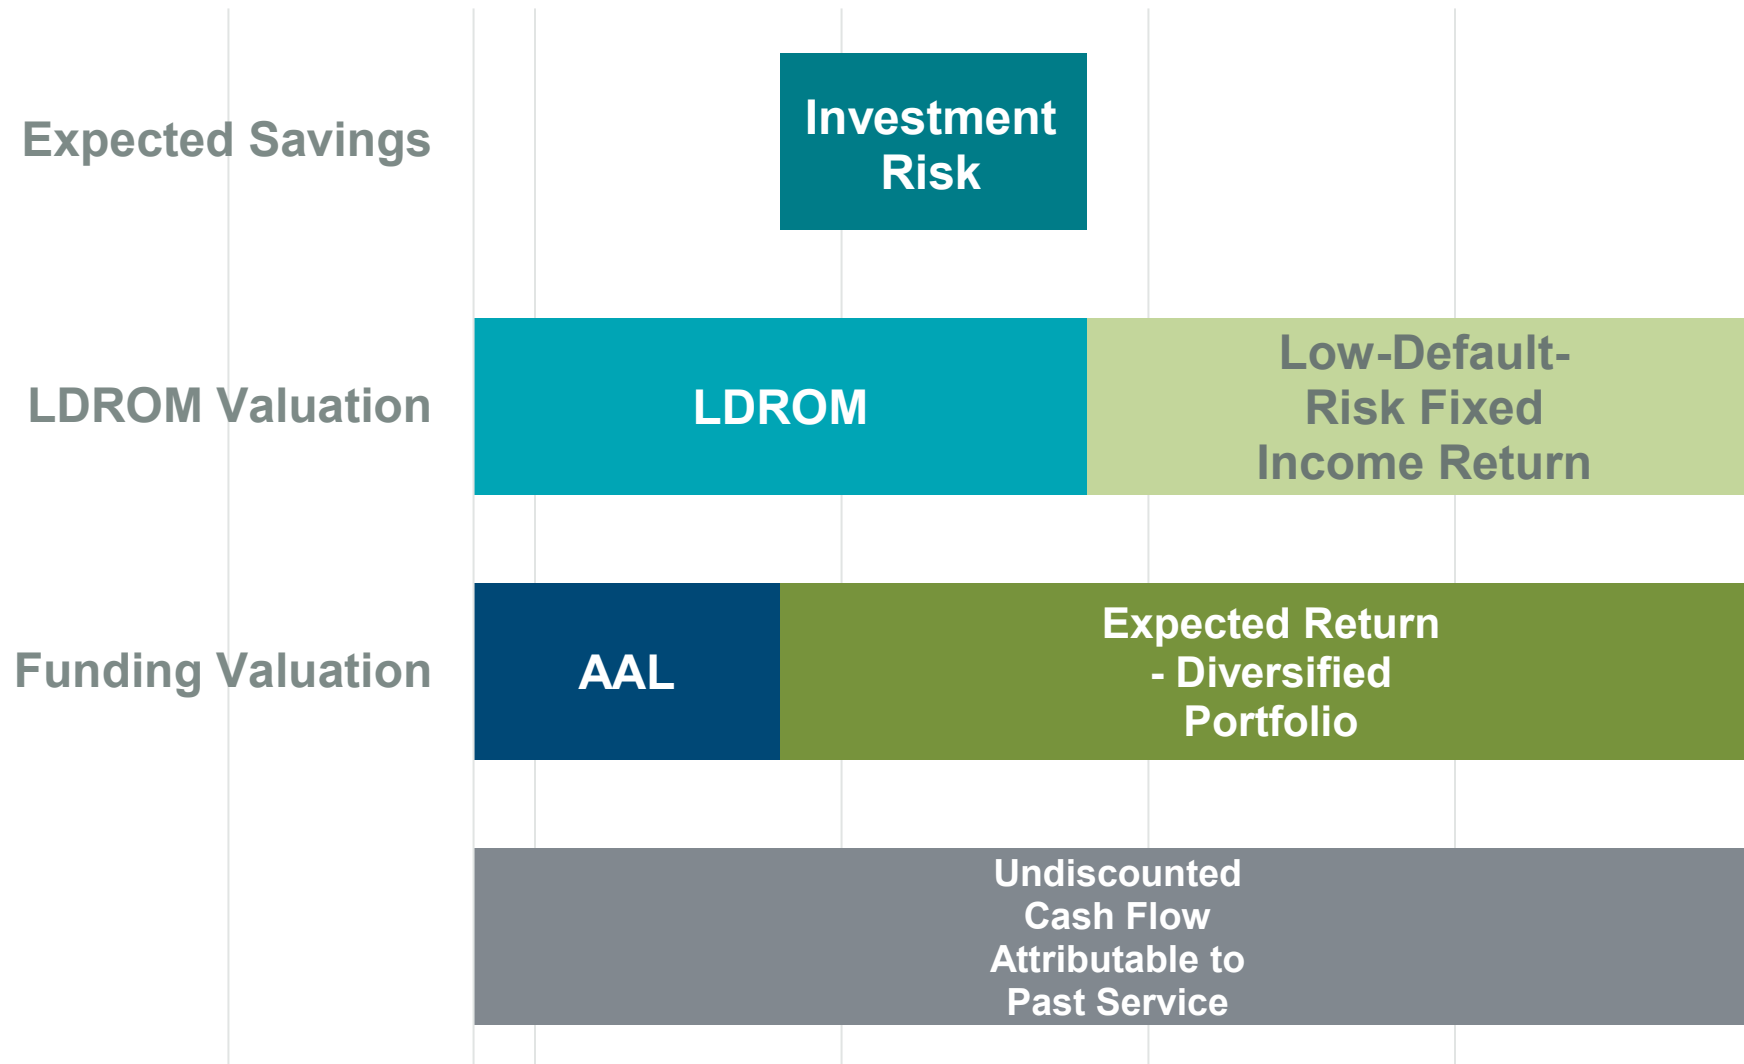 Expected Savings
Investment
Risk
LDROM Valuation
LDROM
Low-Default-
Risk Fixed
Income Return
Funding Valuation
AAL
Expected Return
- Diversified
Portfolio
Undiscounted
Cash Flow
Attributable to
Past Service